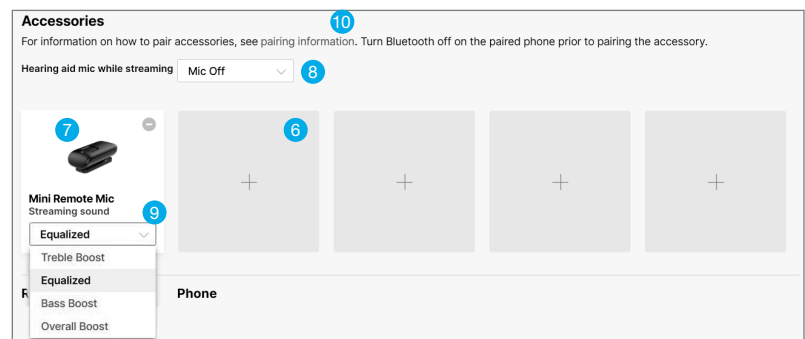 Accessories
10
For information on how to pair accessories, see pairing information. Turn Bluetooth off on the paired phone prior to pairing the accessory.
Hearing aid mic while streaming
Mic Off
8
7
6
Mini Remote Mic
Streaming sound
9
Equalized
Treble Boost
Equalized
Bass Boost
Overall Boost
Phone